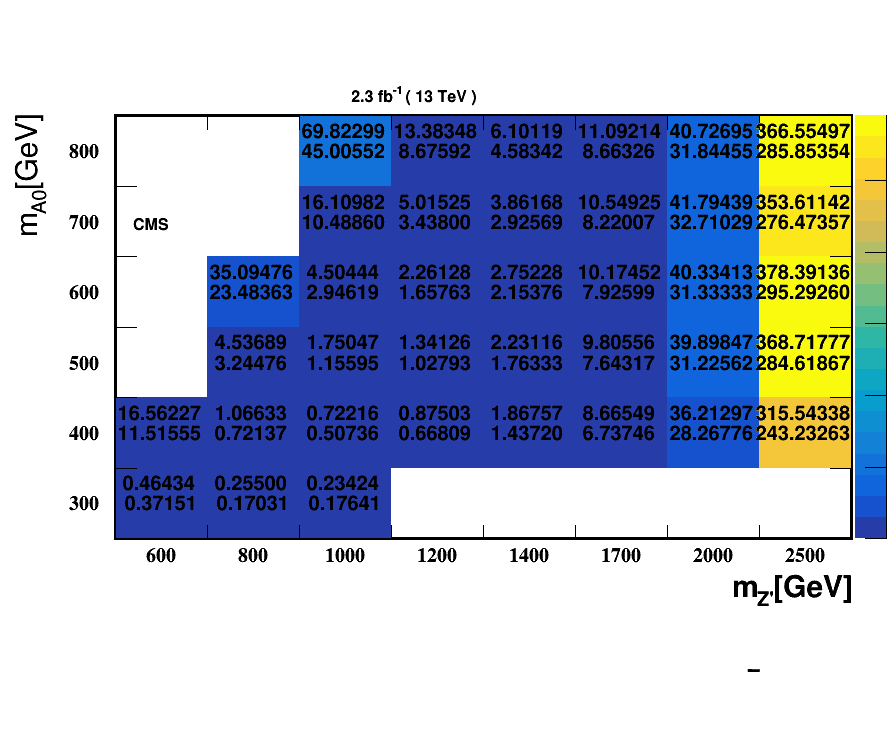 2.3 fb-1 ( 13 TeV )
mA0[GeV]
800
69.82299 13.38348 6.10119 11.09214 40.72695 366.55497
45.00552 8.67592 4.58342 8.66326 31.84455 285.85354
700
CMS
16.10982 5.01525 3.86168 10.54925 41.79439 353.61142
10.48860 3.43800 2.92569 8.22007 32.71029 276.47357
600
35.09476 4.50444 2.26128 2.75228 10.17452 40.33413 378.39136
23.48363 2.94619 1.65763 2.15376 7.92599 31.33333 295.29260
500
4.53689 1.75047 1.34126 2.23116 9.80556 39.89847 368.71777
3.24476 1.15595 1.02793 1.76333 7.64317 31.22562 284.61867
400
16.56227 1.06633 0.72216 0.87503 1.86757 8.66549 36.21297 315.54338
11.51555 0.72137 0.50736 0.66809 1.43720 6.73746 28.26776 243.23263
300
0.46434 0.25500 0.23424
0.37151 0.17031 0.17641
600 800 1000 1200 1400 1700 2000 2500
mZ'[GeV]
–